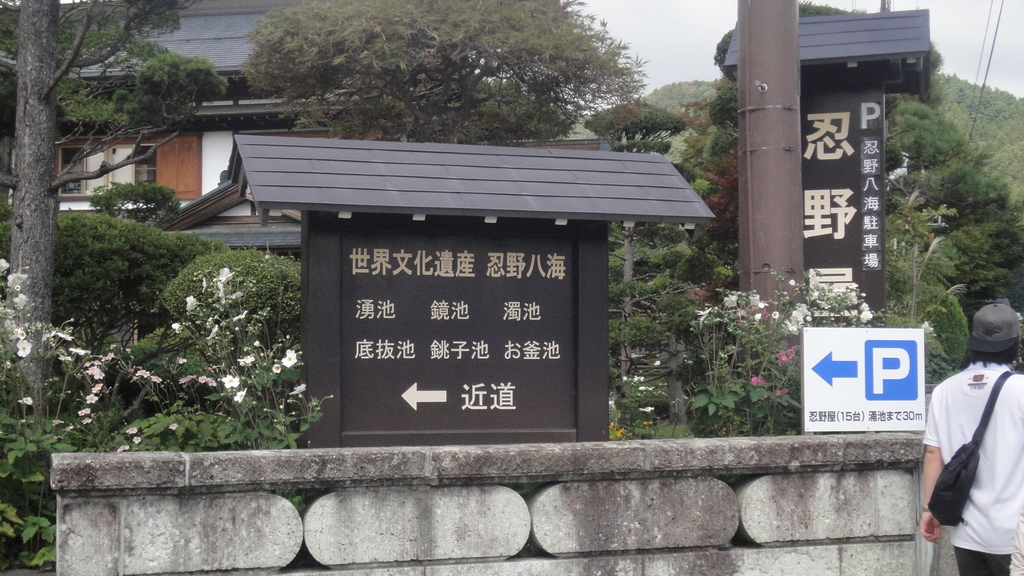 世界文化遺産 忍野八海
湧池 鏡池 濁池
底抜池 銚子池 お釜池
← 近道
P 忍野八海駐車場
忍野屋
← P
忍野屋(15台) 涌池まで30m